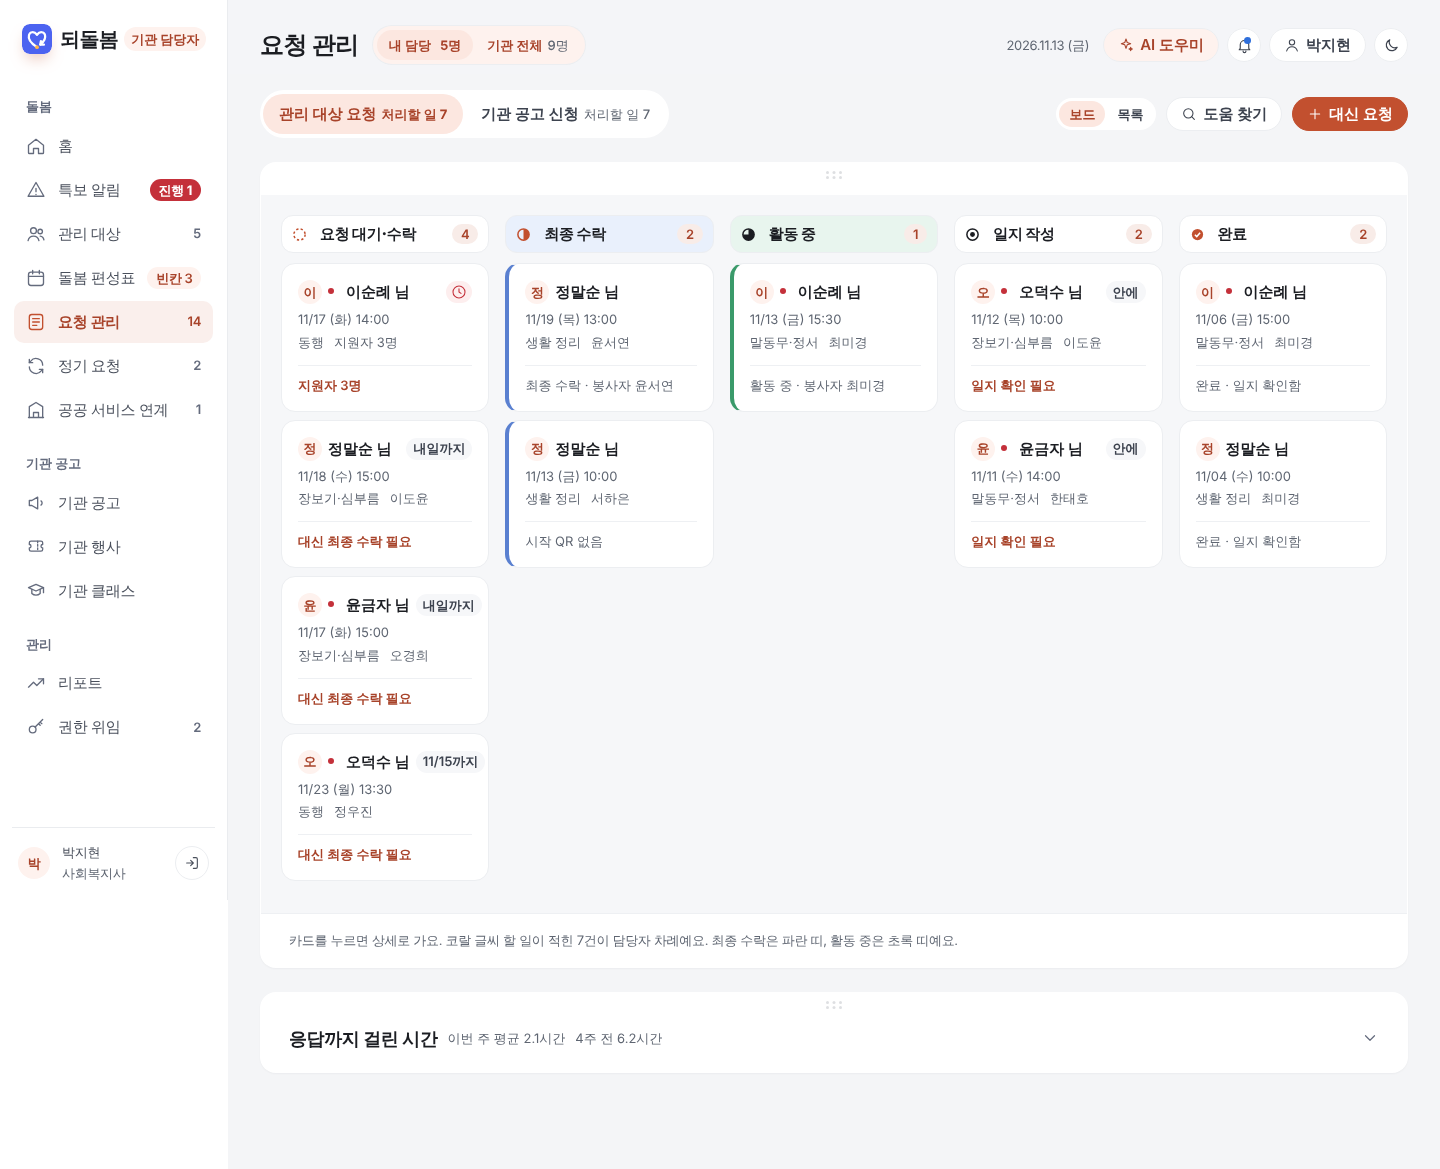 되돌봄 기관 담당자
돌봄
홈
특보 알림 진행 1
관리 대상 5
돌봄 편성표 빈칸 3
요청 관리 14
정기 요청 2
공공 서비스 연계 1
기관 공고
기관 공고
기관 행사
기관 클래스
관리
리포트
권한 위임 2
박 박지현
사회복지사
요청 관리 내 담당 5명 기관 전체 9명
2026.11.13 (금) AI 도우미 박지현
관리 대상 요청 처리할 일 7 기관 공고 신청 처리할 일 7
보드 목록 도움 찾기 + 대신 요청
요청 대기·수락 4
이 이순례 님
11/17 (화) 14:00
동행 지원자 3명
지원자 3명
정 정말순 님 내일까지
11/18 (수) 15:00
장보기·심부름 이도윤
대신 최종 수락 필요
윤 윤금자 님 내일까지
11/17 (화) 15:00
장보기·심부름 오경희
대신 최종 수락 필요
오 오덕수 님 11/15까지
11/23 (월) 13:30
동행 정우진
대신 최종 수락 필요
최종 수락 2
정 정말순 님
11/19 (목) 13:00
생활 정리 윤서연
최종 수락 · 봉사자 윤서연
정 정말순 님
11/13 (금) 10:00
생활 정리 서하은
시작 QR 없음
활동 중 1
이 이순례 님
11/13 (금) 15:30
말동무·정서 최미경
활동 중 · 봉사자 최미경
일지 작성 2
오 오덕수 님 안에
11/12 (목) 10:00
장보기·심부름 이도윤
일지 확인 필요
윤 윤금자 님 안에
11/11 (수) 14:00
말동무·정서 한태호
일지 확인 필요
완료 2
이 이순례 님
11/06 (금) 15:00
말동무·정서 최미경
완료 · 일지 확인함
정 정말순 님
11/04 (수) 10:00
생활 정리 최미경
완료 · 일지 확인함
카드를 누르면 상세로 가요. 코랄 글씨 할 일이 적힌 7건이 담당자 차례예요. 최종 수락은 파란 띠, 활동 중은 초록 띠예요.
응답까지 걸린 시간 이번 주 평균 2.1시간 4주 전 6.2시간